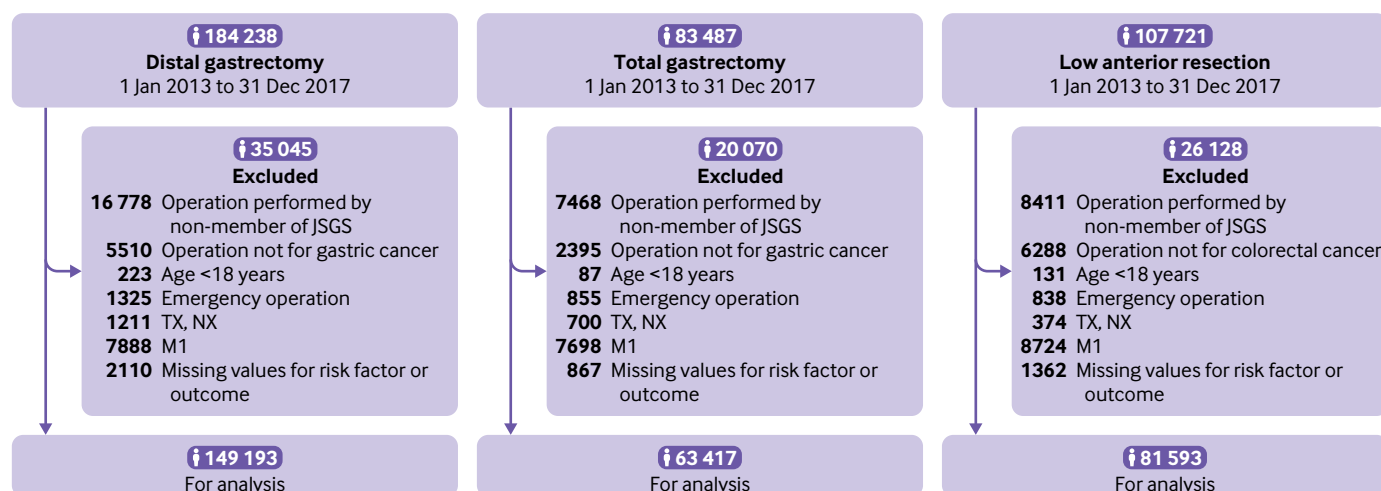 184 238
Distal gastrectomy
1 Jan 2013 to 31 Dec 2017
35 045
Excluded
16 778 Operation performed by
non-member of JSGS
5510 Operation not for gastric cancer
223 Age <18 years
1325 Emergency operation
1211 TX, NX
7888 M1
2110 Missing values for risk factor or
outcome
149 193
For analysis
83 487
Total gastrectomy
1 Jan 2013 to 31 Dec 2017
20 070
Excluded
7468 Operation performed by
non-member of JSGS
2395 Operation not for gastric cancer
87 Age <18 years
855 Emergency operation
700 TX, NX
7698 M1
867 Missing values for risk factor or
outcome
63 417
For analysis
107 721
Low anterior resection
1 Jan 2013 to 31 Dec 2017
26 128
Excluded
8411 Operation performed by
non-member of JSGS
6288 Operation not for colorectal cancer
131 Age <18 years
838 Emergency operation
374 TX, NX
8724 M1
1362 Missing values for risk factor or
outcome
81 593
For analysis